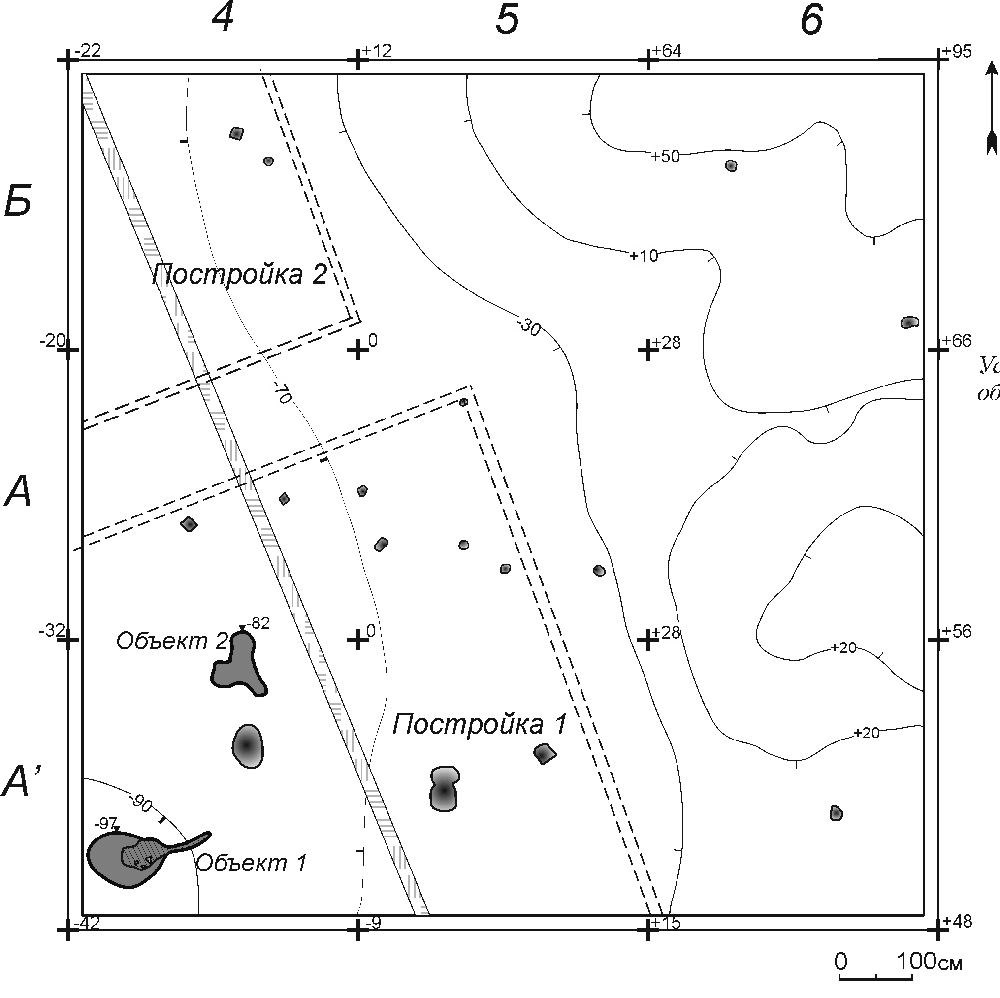 4 5 6
-22 +12 +64 +95
+50
Б
+10
Постройка 2
-30
-20 0 +28 +66
-70
А
-82
Объект 2
-32 0 +28 +56
+20
Постройка 1
+20
А’
-90
-97
Объект 1
-42 -9 +15 +48
0 100см